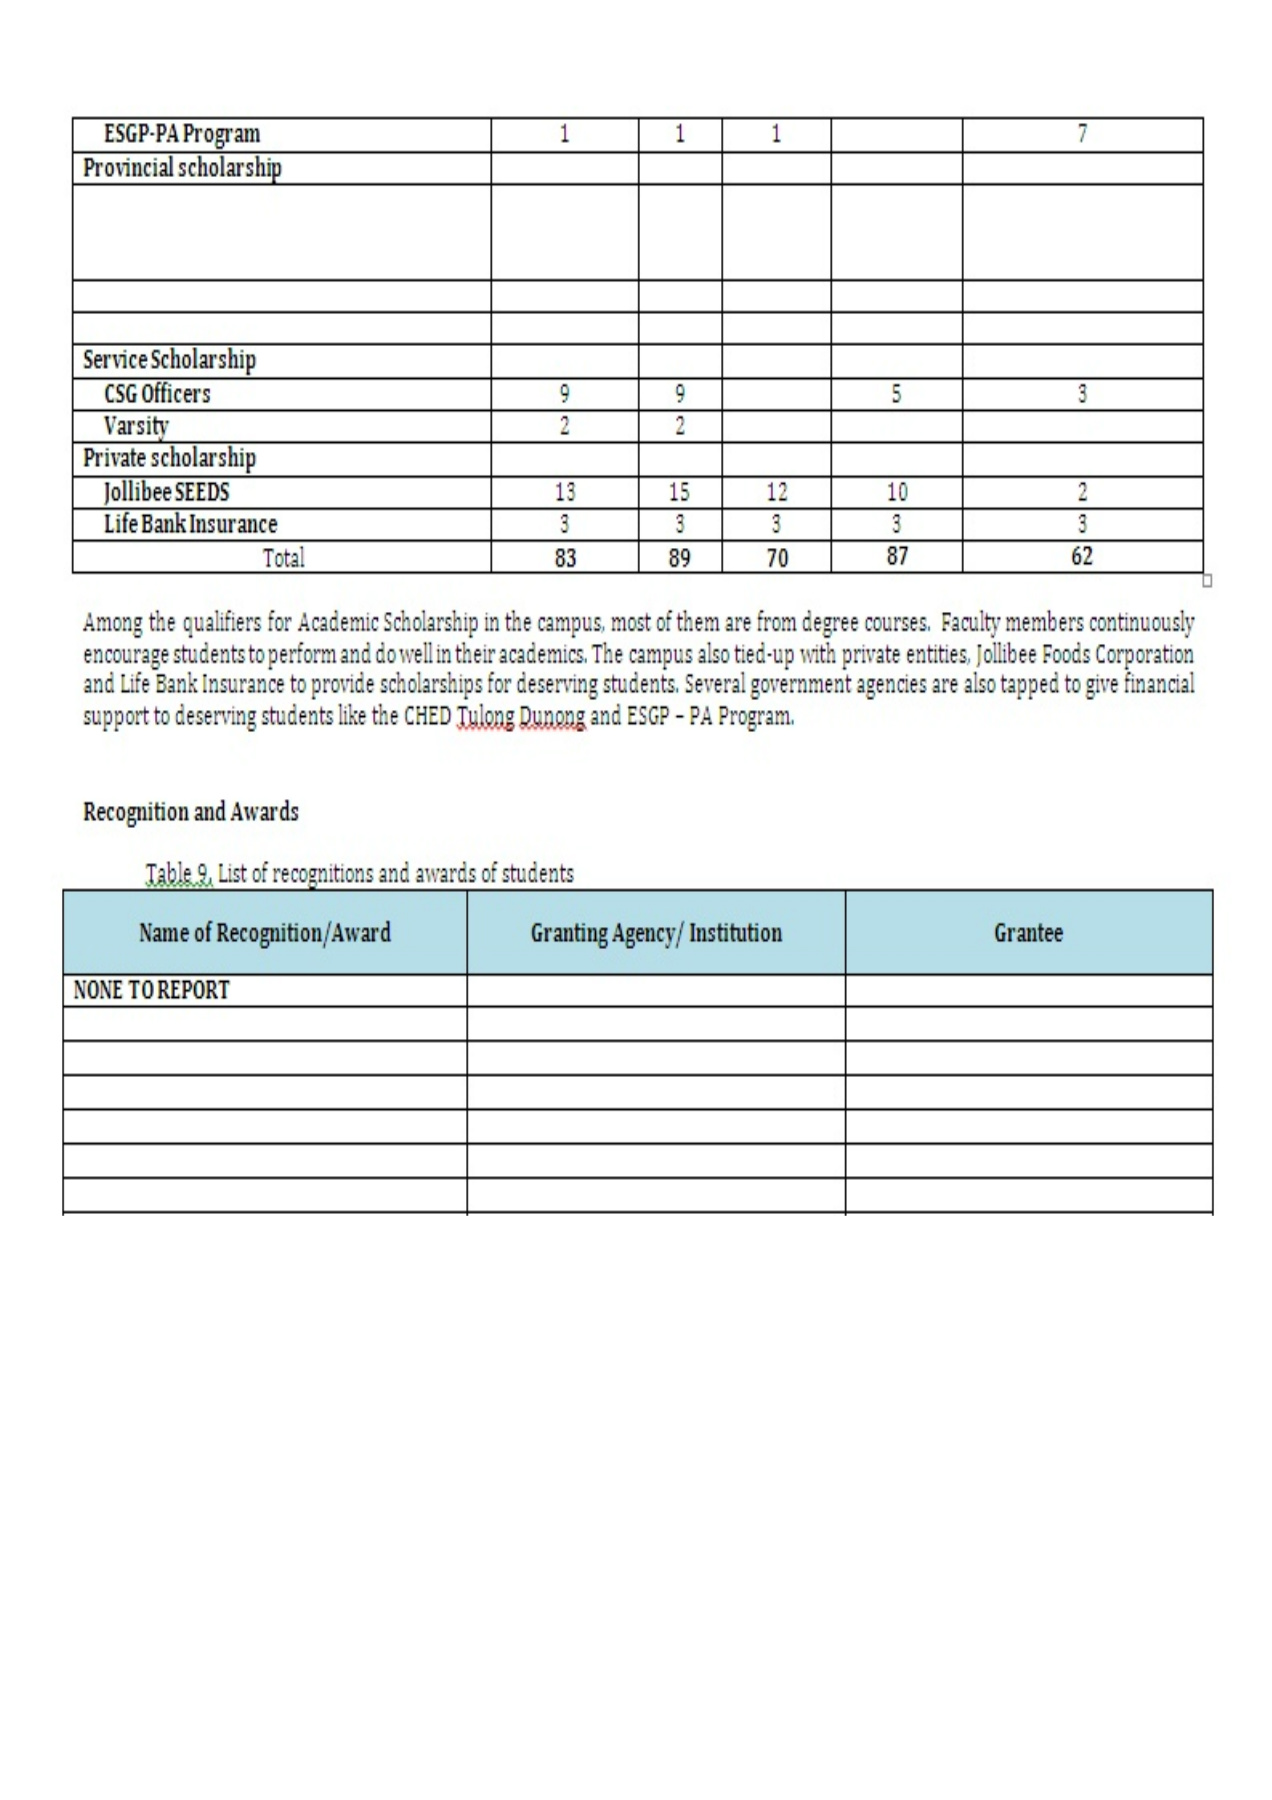 ESGP-PA Program 1 1 1 7
Provincial scholarship
Service Scholarship
CSG Officers 9 9 5 3
Varsity 2 2
Private scholarship
Jollibee SEEDS 13 15 12 10 2
Life Bank Insurance 3 3 3 3 3
Total 83 89 70 87 62
Among the qualifiers for Academic Scholarship in the campus, most of them are from degree courses. Faculty members continuously
encourage students to perform and do well in their academics. The campus also tied-up with private entities, Jollibee Foods Corporation
and Life Bank Insurance to provide scholarships for deserving students. Several government agencies are also tapped to give financial
support to deserving students like the CHED Tulong Dunong and ESGP – PA Program.
Recognition and Awards
Table 9. List of recognitions and awards of students
Name of Recognition/Award Granting Agency/ Institution Grantee
NONE TO REPORT